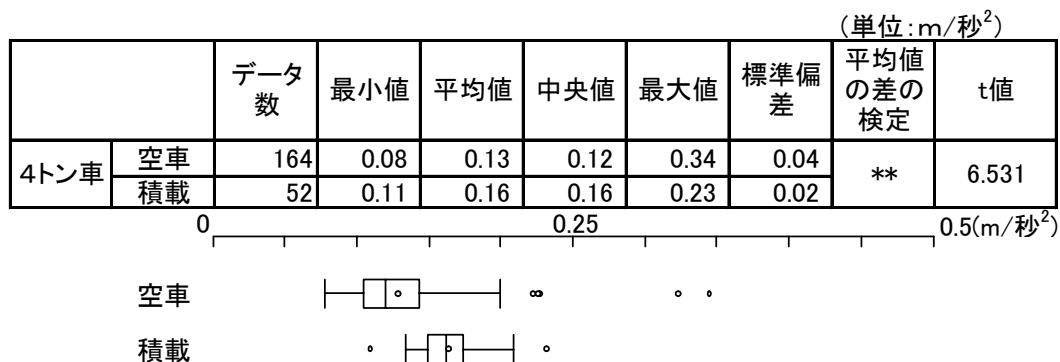 (単位:m/秒²)
データ数 最小値 平均値 中央値 最大値 標準偏差 平均値の差の検定 t値
4トン車 空車 164 0.08 0.13 0.12 0.34 0.04 ** 6.531
積載 52 0.11 0.16 0.16 0.23 0.02
0 0.25 0.5(m/秒²)
空車
積載